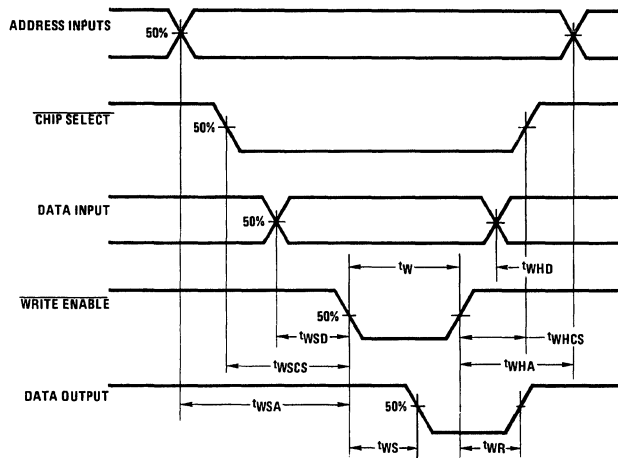 ADDRESS INPUTS
50%
CHIP SELECT
50%
DATA INPUT
50%
tW
tWHD
WRITE ENABLE
50%
tWSD
tWHCS
tWSCS
tWHA
DATA OUTPUT
50%
tWSA
tWS
tWR